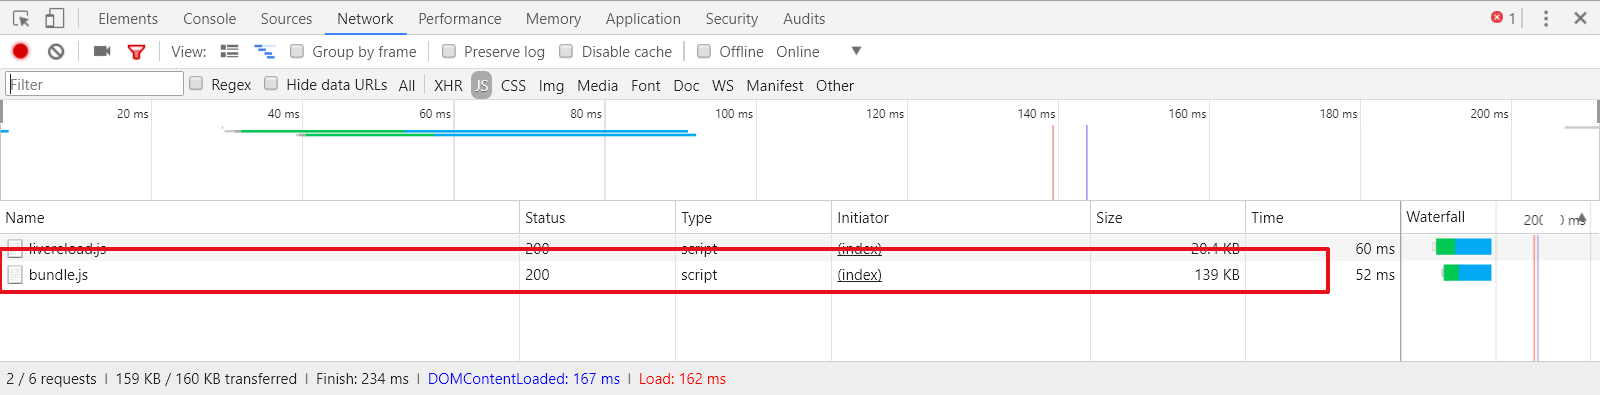 Elements Console Sources Network Performance Memory Application Security Audits 1
View: Group by frame Preserve log Disable cache Offline Online
Filter Regex Hide data URLs All XHR JS CSS Img Media Font Doc WS Manifest Other
20 ms 40 ms 60 ms 80 ms 100 ms 120 ms 140 ms 160 ms 180 ms 200 ms
Name Status Type Initiator Size Time Waterfall
livereload.js 200 script (index) 20.4 KB 60 ms
bundle.js 200 script (index) 139 KB 52 ms
2 / 6 requests | 159 KB / 160 KB transferred | Finish: 234 ms | DOMContentLoaded: 167 ms | Load: 162 ms